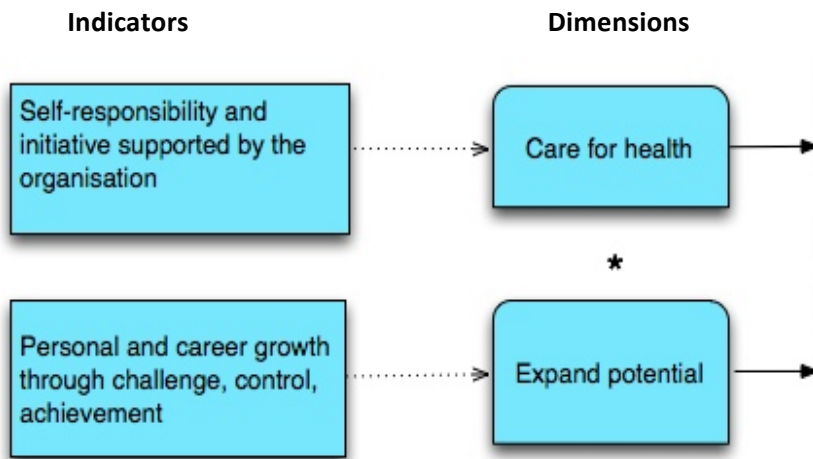 Indicators
Dimensions
Self-responsibility and
initiative supported by the
organisation
Care for health
*
Personal and career growth
through challenge, control,
achievement
Expand potential